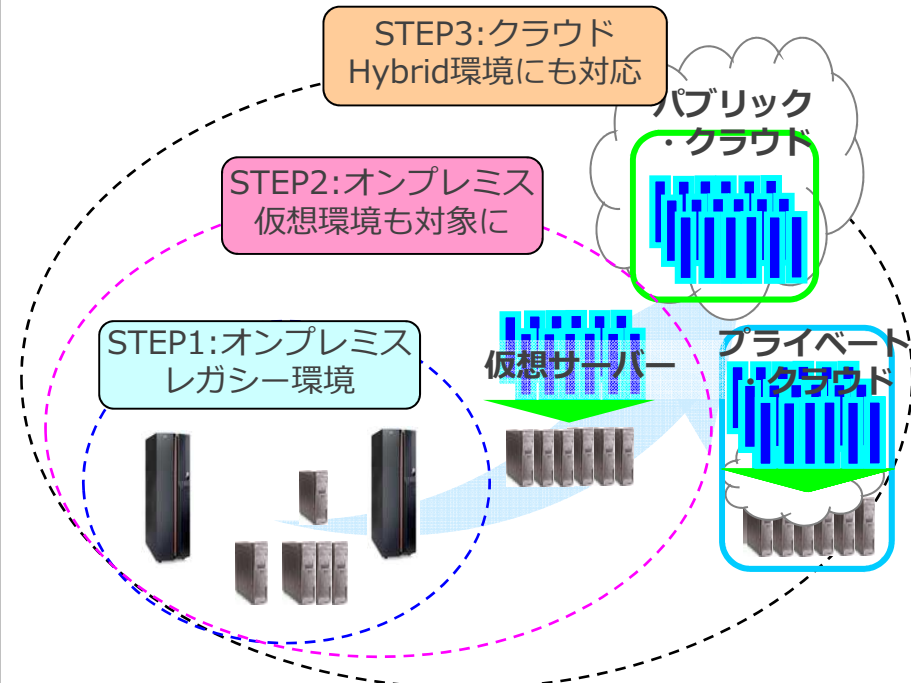 STEP3:クラウド
Hybrid環境にも対応
パブリック
・クラウド
STEP2:オンプレミス
仮想環境も対象に
STEP1:オンプレミス
レガシー環境
仮想サーバー
プライベート
・クラウド